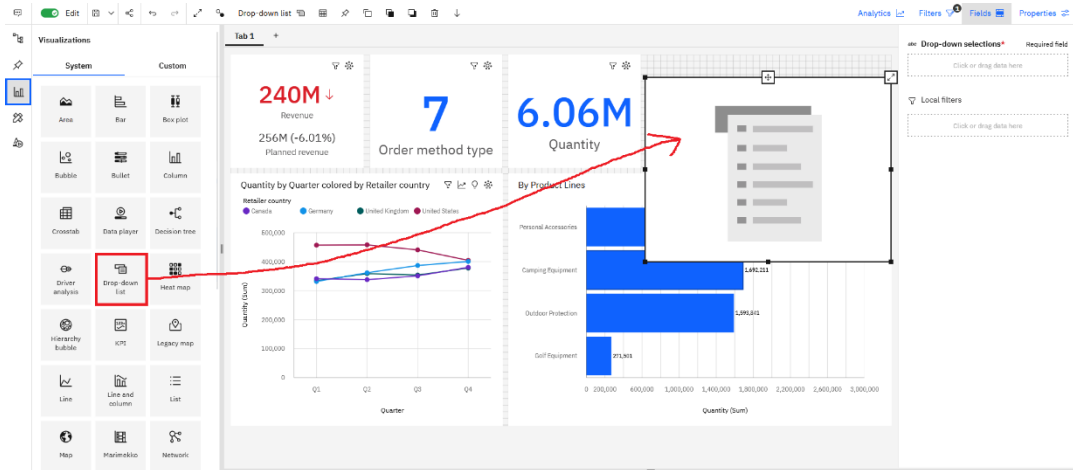 Edit
Drop-down list
Analytics
Filters
1
Fields
Properties
Visualizations
System
Custom
Area
Bar
Box plot
Bubble
Bullet
Column
Crosstab
Data player
Decision tree
Driver
analysis
Drop-down
list
Heat map
Hierarchy
bubble
KPI
Legacy map
Line
Line and
column
List
Map
Marimekko
Network
Tab 1
+
240M
Revenue
256M (-6.01%)
Planned revenue
7
Order method type
6.06M
Quantity
Quantity by Quarter colored by Retailer country
Retailer country
Canada
Germany
United Kingdom
United States
Quantity (Sum)
500,000
400,000
300,000
200,000
100,000
0
Q1
Q2
Q3
Q4
Quarter
By Product Lines
Personal Accessories
Camping Equipment
Outdoor Protection
Golf Equipment
1,692,211
271,901
0
200,000
600,000
1,000,000
1,400,000
1,800,000
2,200,000
2,600,000
3,000,000
Quantity (Sum)
abc Drop-down selections*
Required field
Click or drag data here
Local filters
Click or drag data here